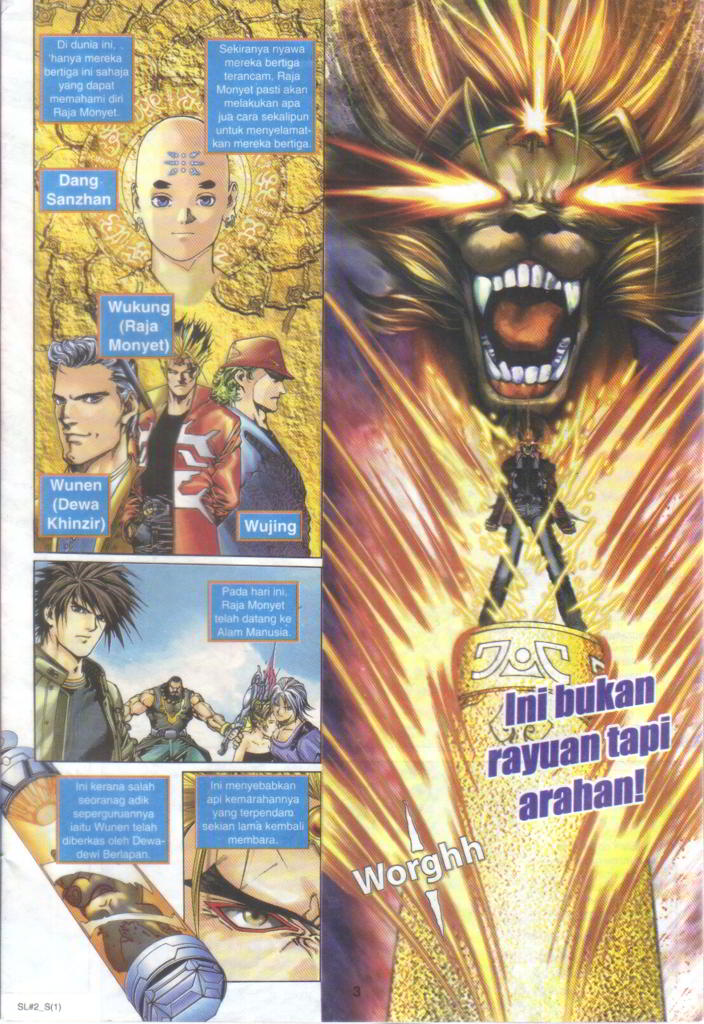 Di dunia ini,
'hanya mereka
bertiga ini sahaja
yang dapat
memahami diri
Raja Monyet.
Sekiranya nyawa
mereka bertiga
terancam, Raja
Monyet pasti akan
melakukan apa
jua cara sekalipun
untuk menyelamat-
kan mereka bertiga.
Dang
Sanzhan
Wukung
(Raja
Monyet)
Wunen
(Dewa
Khinzir)
Wujing
Pada hari ini,
Raja Monyet
telah datang ke
Alam Manusia.
Ini kerana salah
seoranag adik
seperguruannya
iaitu Wunen telah
diberkas oleh Dewa-
dewi Berlapan.
Ini menyebabkan
api kemarahannya
yang terpendam
sekian lama kembali
membara.
Ini bukan
rayuan tapi
arahan!
Worghh
3
SL#2_S(1)